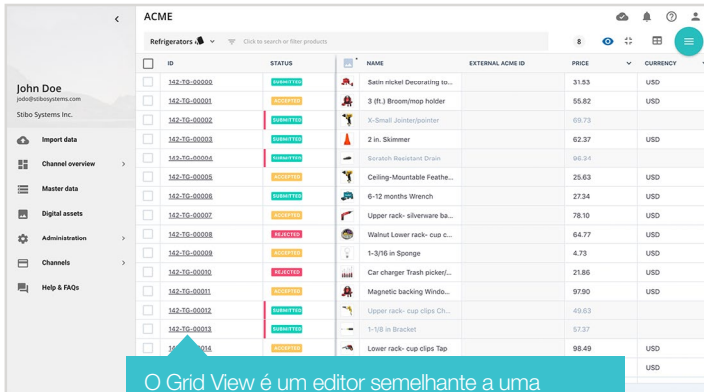 ACME
Refrigerators Click to search or filter products 8
ID STATUS NAME EXTERNAL ACME ID PRICE CURRENCY
John Doe
jodo@stibosystems.com
Stibo Systems Inc.
Import data
Channel overview
Master data
Digital assets
Administration
Channels
Help & FAQs
142-TG-00000 SUBMITTED Satin nickel Decorating to... 31.53 USD
142-TG-00001 ACCEPTED 3 (ft.) Broom/mop holder 55.82 USD
142-TG-00002 SUBMITTED X-Small Jointer/pointer 69.73
142-TG-00003 SUBMITTED 2 in. Skimmer 62.37 USD
142-TG-00004 SUBMITTED Scratch Resistant Drain 96.34
142-TG-00005 ACCEPTED Ceiling-Mountable Feathe... 25.63 USD
142-TG-00006 SUBMITTED 6-12 months Wrench 27.34 USD
142-TG-00007 ACCEPTED Upper rack- silverware ba... 78.10 USD
142-TG-00008 REJECTED Walnut Lower rack- cup c... 64.77 USD
142-TG-00009 ACCEPTED 1-3/16 in Sponge 4.73 USD
142-TG-00010 REJECTED Car charger Trash picker/... 21.86 USD
142-TG-00011 ACCEPTED Magnetic backing Windo... 97.90 USD
142-TG-00012 SUBMITTED Upper rack- cup clips Ch... 49.63
142-TG-00013 SUBMITTED 1-1/8 in Bracket 57.37
0014 ACCEPTED Lower rack- cup clips Tap 98.49 USD
USD
O Grid View é um editor semelhante a uma